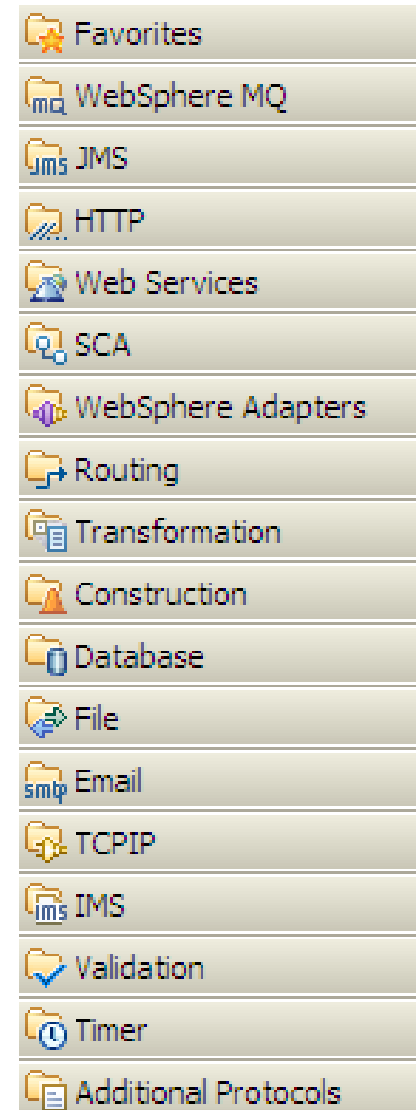 Favorites
WebSphere MQ
JMS
HTTP
Web Services
SCA
WebSphere Adapters
Routing
Transformation
Construction
Database
File
Email
TCPIP
IMS
Validation
Timer
Additional Protocols